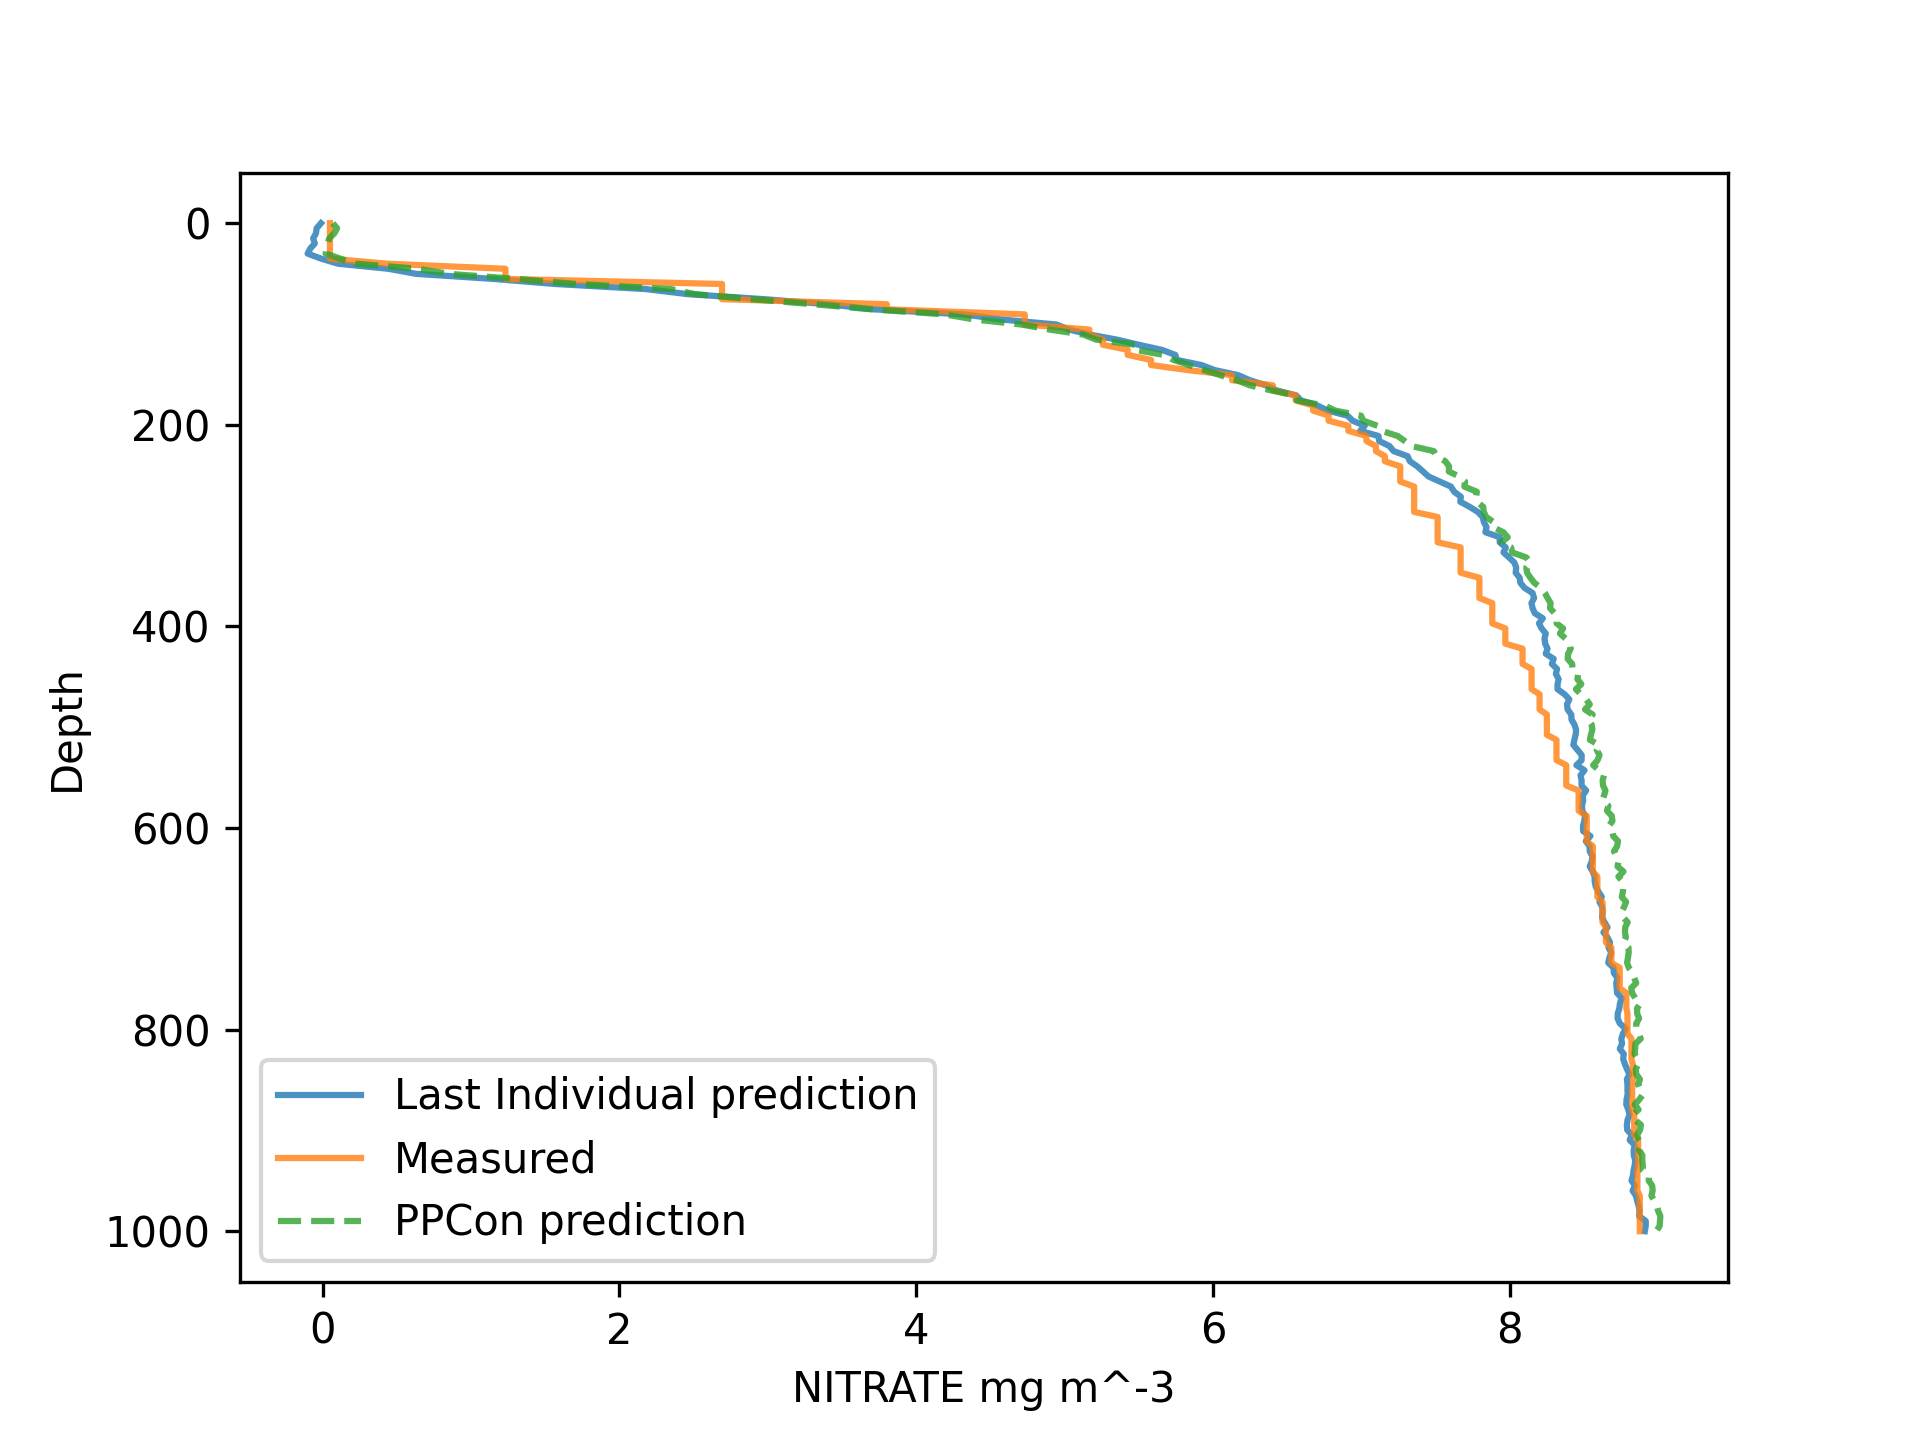 0
200
400
600
800
1000
Depth
Last Individual prediction
Measured
PPCon prediction
0 2 4 6 8
NITRATE mg m^-3